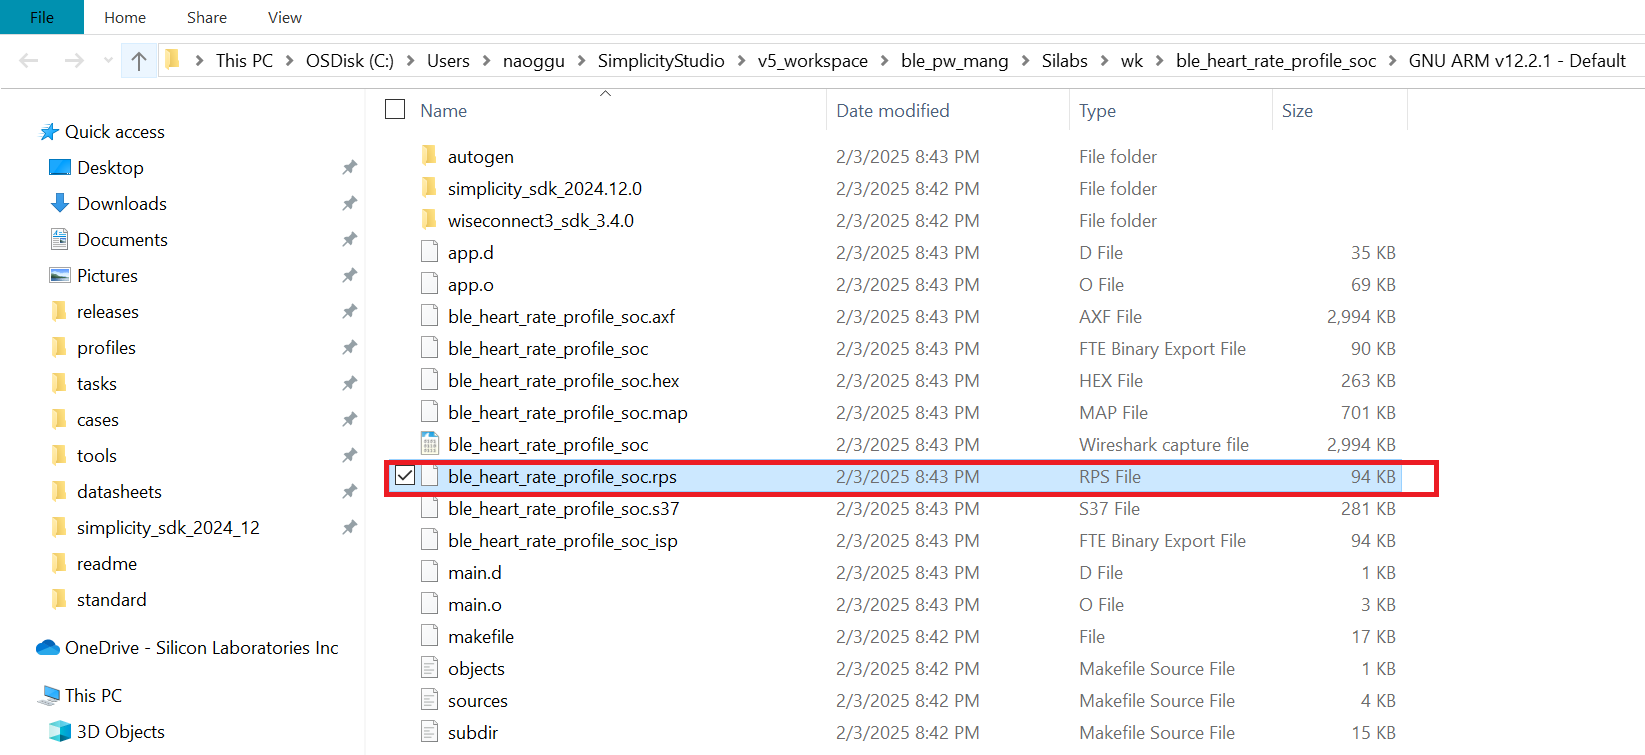 File Home Share View
This PC > OSDisk (C:) > Users > naoggu > SimplicityStudio > v5_workspace > ble_pw_mang > Silabs > wk > ble_heart_rate_profile_soc > GNU ARM v12.2.1 - Default
Quick access
Desktop
Downloads
Documents
Pictures
releases
profiles
tasks
cases
tools
datasheets
simplicity_sdk_2024_12
readme
standard
OneDrive - Silicon Laboratories Inc
This PC
3D Objects
Name Date modified Type Size
autogen 2/3/2025 8:43 PM File folder
simplicity_sdk_2024.12.0 2/3/2025 8:42 PM File folder
wiseconnect3_sdk_3.4.0 2/3/2025 8:42 PM File folder
app.d 2/3/2025 8:43 PM D File 35 KB
app.o 2/3/2025 8:43 PM O File 69 KB
ble_heart_rate_profile_soc.axf 2/3/2025 8:43 PM AXF File 2,994 KB
ble_heart_rate_profile_soc 2/3/2025 8:43 PM FTE Binary Export File 90 KB
ble_heart_rate_profile_soc.hex 2/3/2025 8:43 PM HEX File 263 KB
ble_heart_rate_profile_soc.map 2/3/2025 8:43 PM MAP File 701 KB
ble_heart_rate_profile_soc 2/3/2025 8:43 PM Wireshark capture file 2,994 KB
ble_heart_rate_profile_soc.rps 2/3/2025 8:43 PM RPS File 94 KB
ble_heart_rate_profile_soc.s37 2/3/2025 8:43 PM S37 File 281 KB
ble_heart_rate_profile_soc_isp 2/3/2025 8:43 PM FTE Binary Export File 94 KB
main.d 2/3/2025 8:43 PM D File 1 KB
main.o 2/3/2025 8:43 PM O File 3 KB
makefile 2/3/2025 8:42 PM File 17 KB
objects 2/3/2025 8:42 PM Makefile Source File 1 KB
sources 2/3/2025 8:42 PM Makefile Source File 4 KB
subdir 2/3/2025 8:42 PM Makefile Source File 15 KB